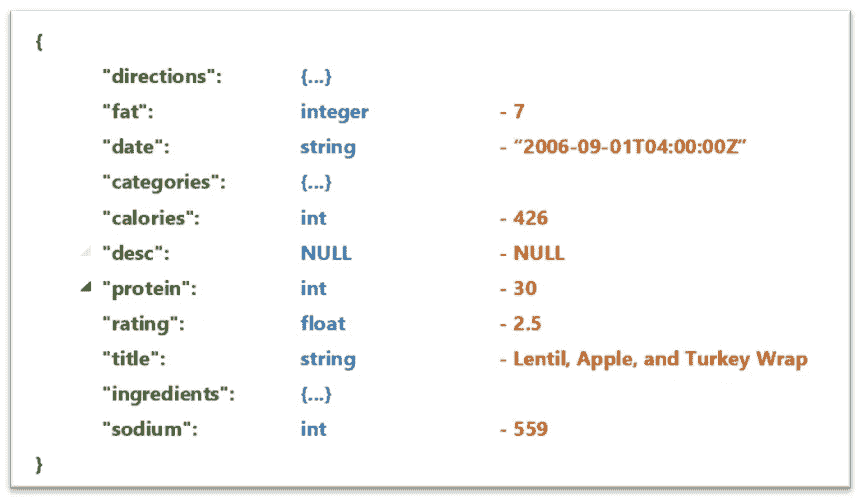 {
"directions": {...}
"fat": integer - 7
"date": string - “2006-09-01T04:00:00Z”
"categories": {...}
"calories": int - 426
"desc": NULL - NULL
"protein": int - 30
"rating": float - 2.5
"title": string - Lentil, Apple, and Turkey Wrap
"ingredients": {...}
"sodium": int - 559
}